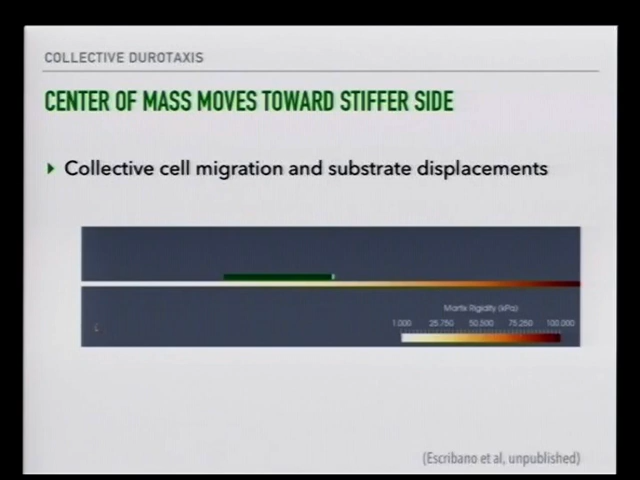 COLLECTIVE DUROTAXIS
CENTER OF MASS MOVES TOWARD STIFFER SIDE
Collective cell migration and substrate displacements
Matrix Rigidity (kPa)
1.000 25.750 50.500 75.250 100.000
(Escribano et al, unpublished)